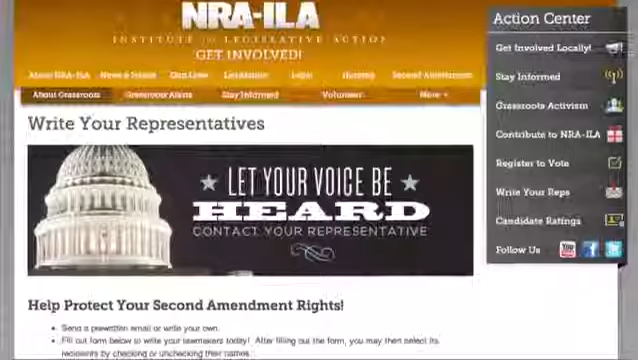 NRA-ILA
INSTITUTE for LEGISLATIVE ACTION
GET INVOLVED!
About NRA-ILA News & Issues Gun Laws Legislation Legal Hunting Second Amendment
About Grassroots Grassroots Alerts Stay Informed Volunteer More
Write Your Representatives
LET YOUR VOICE BE
HEARD
CONTACT YOUR REPRESENTATIVE
Help Protect Your Second Amendment Rights!
Send a prewritten email or write your own.
Fill out form below to write your lawmakers today! After filling out the form, you may then select its
recipients by checking or unchecking their names.
Action Center
Get Involved Locally!
Stay Informed
Grassroots Activism
Contribute to NRA-ILA
Register to Vote
Write Your Reps
Candidate Ratings
Follow Us You Tube f